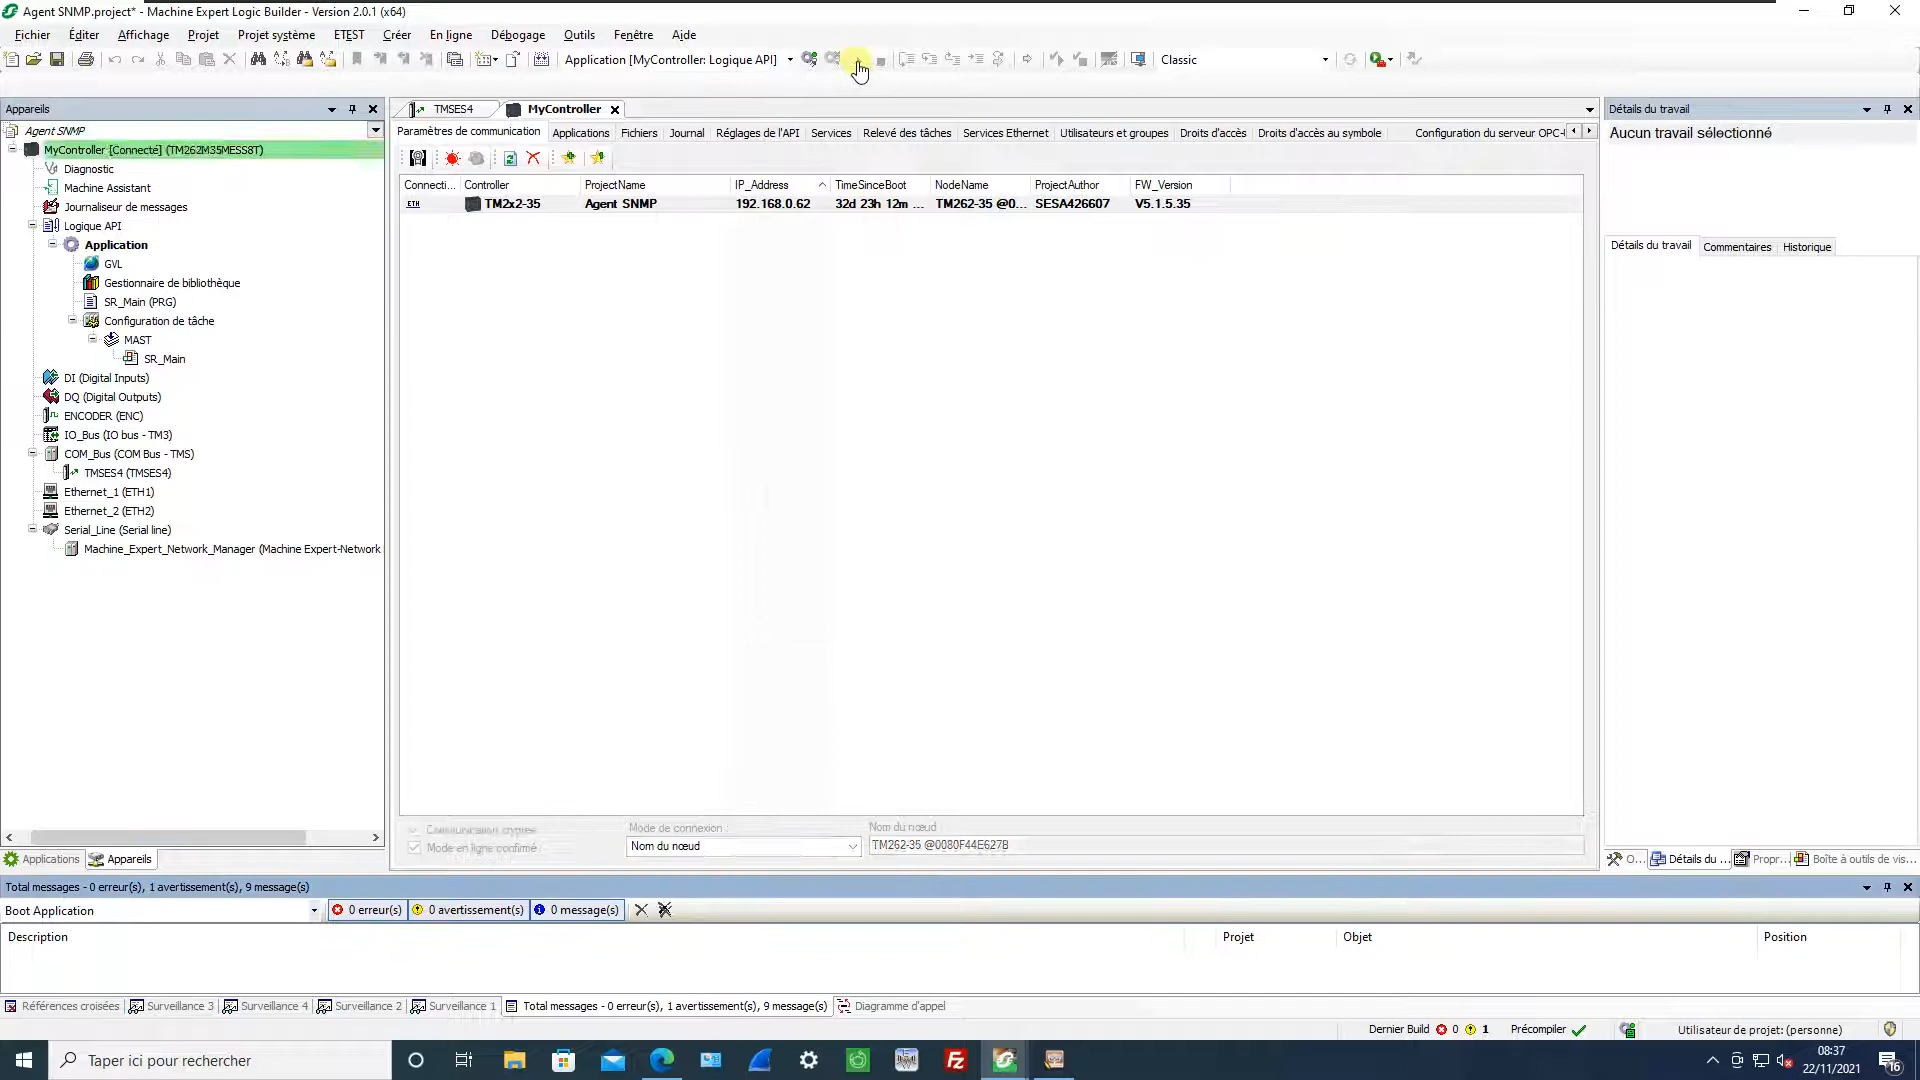 Agent SNMP.project* - Machine Expert Logic Builder - Version 2.0.1 (x64)
Fichier Éditer Affichage Projet Projet système ETEST Créer En ligne Débogage Outils Fenêtre Aide
Application [MyController: Logique API] Classic
Appareils
Agent SNMP
MyController [Connecté] (TM262M35MESS8T)
Diagnostic
Machine Assistant
Journaliseur de messages
Logique API
Application
GVL
Gestionnaire de bibliothèque
SR_Main (PRG)
Configuration de tâche
MAST
SR_Main
DI (Digital Inputs)
DQ (Digital Outputs)
ENCODER (ENC)
IO_Bus (IO bus - TM3)
COM_Bus (COM Bus - TMS)
TMSES4 (TMSES4)
Ethernet_1 (ETH1)
Ethernet_2 (ETH2)
Serial_Line (Serial line)
Machine_Expert_Network_Manager (Machine Expert-Network
Applications Appareils
TMSES4 MyController
Paramètres de communication Applications Fichiers Journal Réglages de l'API Services Relevé des tâches Services Ethernet Utilisateurs et groupes Droits d'accès Droits d'accès au symbole Configuration du serveur OPC-
Connecti... Controller ProjectName IP_Address TimeSinceBoot NodeName ProjectAuthor FW_Version
ETH TM2x2-35 Agent SNMP 192.168.0.62 32d 23h 12m ... TM262-35 @0... SESA426607 V5.1.5.35
Communication cryptée Mode de connexion : Nom du nœud
Mode en ligne confirmé Nom du nœud TM262-35 @0080F44E627B
Détails du travail
Aucun travail sélectionné
Détails du travail Commentaires Historique
O... Détails du ... Propr... Boîte à outils de vis...
Total messages - 0 erreur(s), 1 avertissement(s), 9 message(s)
Boot Application 0 erreur(s) 0 avertissement(s) 0 message(s)
Description Projet Objet Position
Références croisées Surveillance 3 Surveillance 4 Surveillance 2 Surveillance 1 Total messages - 0 erreur(s), 1 avertissement(s), 9 message(s) Diagramme d'appel
Dernier Build 0 1 Précompiler Utilisateur de projet: (personne)
Taper ici pour rechercher
08:37
22/11/2021
16